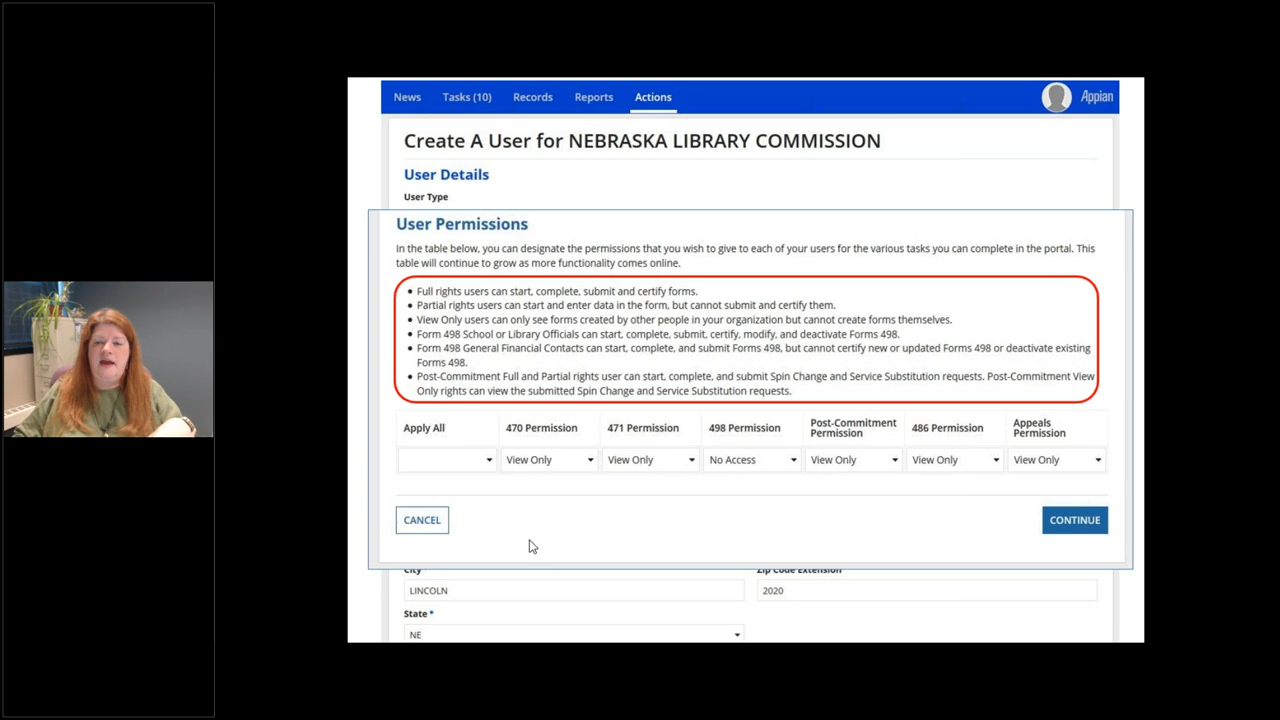 News Tasks (10) Records Reports Actions Appian
Create A User for NEBRASKA LIBRARY COMMISSION
User Details
User Type
User Permissions
In the table below, you can designate the permissions that you wish to give to each of your users for the various tasks you can complete in the portal. This
table will continue to grow as more functionality comes online.
• Full rights users can start, complete, submit and certify forms.
• Partial rights users can start and enter data in the form, but cannot submit and certify them.
• View Only users can only see forms created by other people in your organization but cannot create forms themselves.
• Form 498 School or Library Officials can start, complete, submit, certify, modify, and deactivate Forms 498.
• Form 498 General Financial Contacts can start, complete, and submit Forms 498, but cannot certify new or updated Forms 498 or deactivate existing
Forms 498.
• Post-Commitment Full and Partial rights user can start, complete, and submit Spin Change and Service Substitution requests. Post-Commitment View
Only rights can view the submitted Spin Change and Service Substitution requests.
Apply All 470 Permission 471 Permission 498 Permission Post-Commitment Permission 486 Permission Appeals Permission
View Only View Only No Access View Only View Only View Only
CANCEL CONTINUE
City Zip Code Extension
LINCOLN 2020
State *
NE